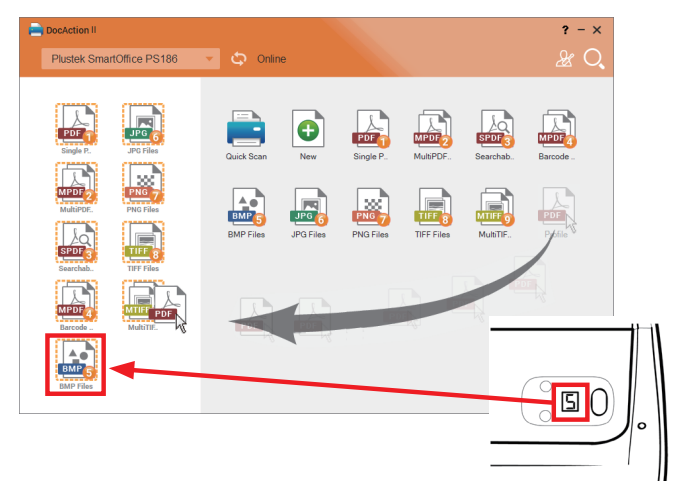 DocAction II
? – ×
Plustek SmartOffice PS186
Online
PDF 1
Single P..
JPG 6
JPG Files
MPDF 2
MultiPDF..
PNG 7
PNG Files
SPDF 3
Searchab..
TIFF 8
TIFF Files
MPDF 4
Barcode ..
MTIFF
PDF
MultiTIF..
BMP 5
BMP Files
Quick Scan
New
PDF 1
Single P..
MPDF 2
MultiPDF..
SPDF 3
Searchab..
MPDF 4
Barcode ..
BMP 5
BMP Files
JPG 6
JPG Files
PNG 7
PNG Files
TIFF 8
TIFF Files
MTIFF 9
MultiTIF..
PDF
Profile
PDF
PDF
5